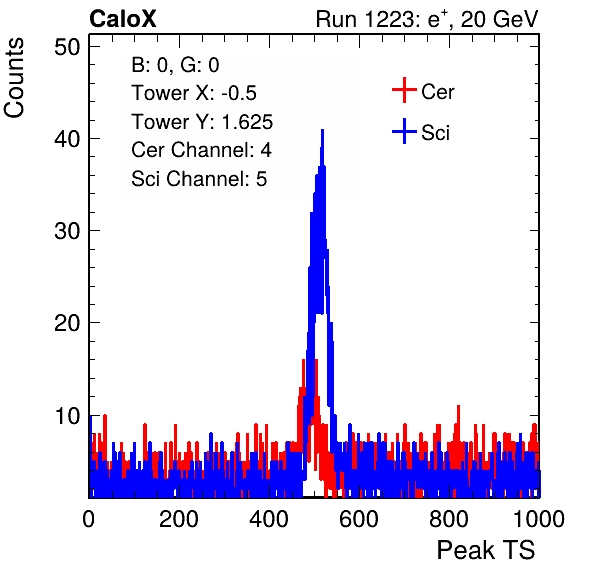 CaloX
Run 1223: e+, 20 GeV
Counts
50
40
30
20
10
B: 0, G: 0
Tower X: -0.5
Tower Y: 1.625
Cer Channel: 4
Sci Channel: 5
Cer
Sci
0 200 400 600 800 1000
Peak TS